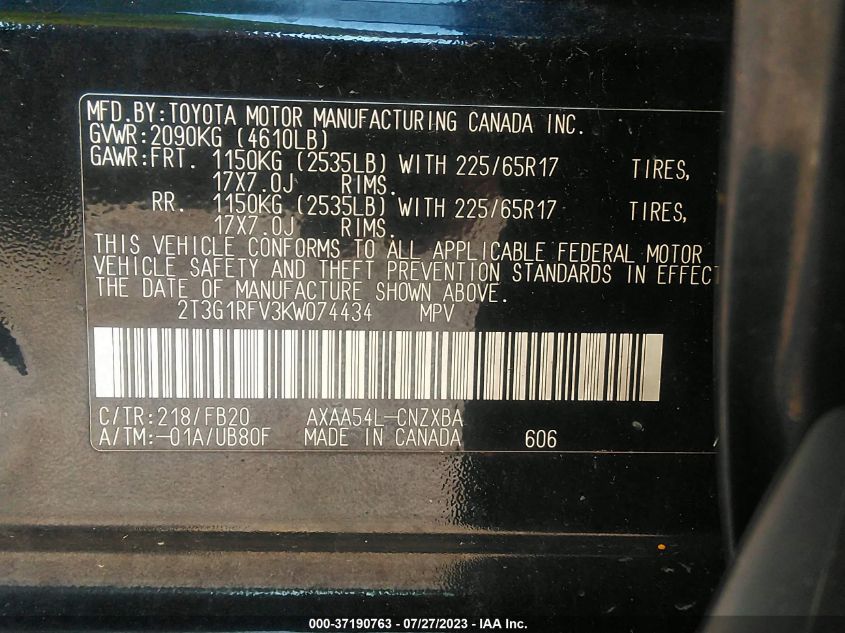 MFD.BY:TOYOTA MOTOR MANUFACTURING CANADA INC.
GVWR:2090KG (4610LB)
GAWR:FRT. 1150KG (2535LB) WITH 225/65R17 TIRES,
17X7.0J RIMS.
RR. 1150KG (2535LB) WITH 225/65R17 TIRES,
17X7.0J RIMS.
THIS VEHICLE CONFORMS TO ALL APPLICABLE FEDERAL MOTOR
VEHICLE SAFETY AND THEFT PREVENTION STANDARDS IN EFFECT
THE DATE OF MANUFACTURE SHOWN ABOVE.
2T3G1RFV3KW074434 MPV
C/TR:218/FB20 AXAA54L-CNZXBA
A/TM:-01A/UB80F MADE IN CANADA 606
000-37190763 - 07/27/2023 - IAA Inc.